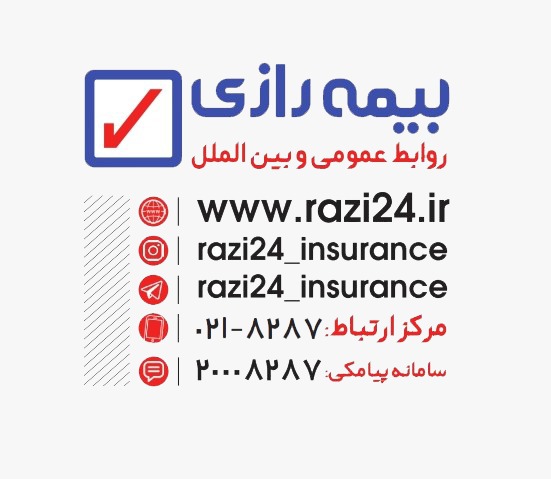 بیمه رازی
روابط عمومی و بین الملل
www.razi24.ir
razi24_insurance
razi24_insurance
مرکز ارتباط: ۰۲۱-۸۲۸۷
سامانه پیامکی: ۲۰۰۰۸۲۸۷